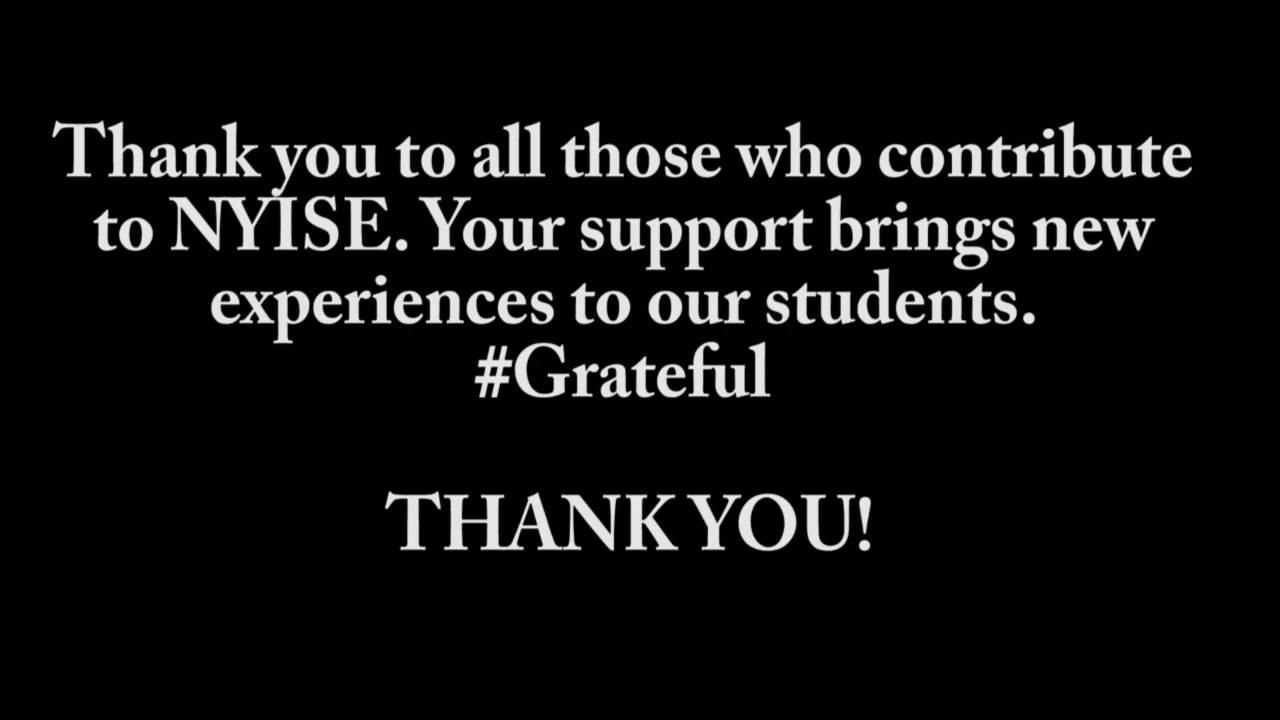 Thank you to all those who contribute
to NYISE. Your support brings new
experiences to our students.
#Grateful
THANK YOU!